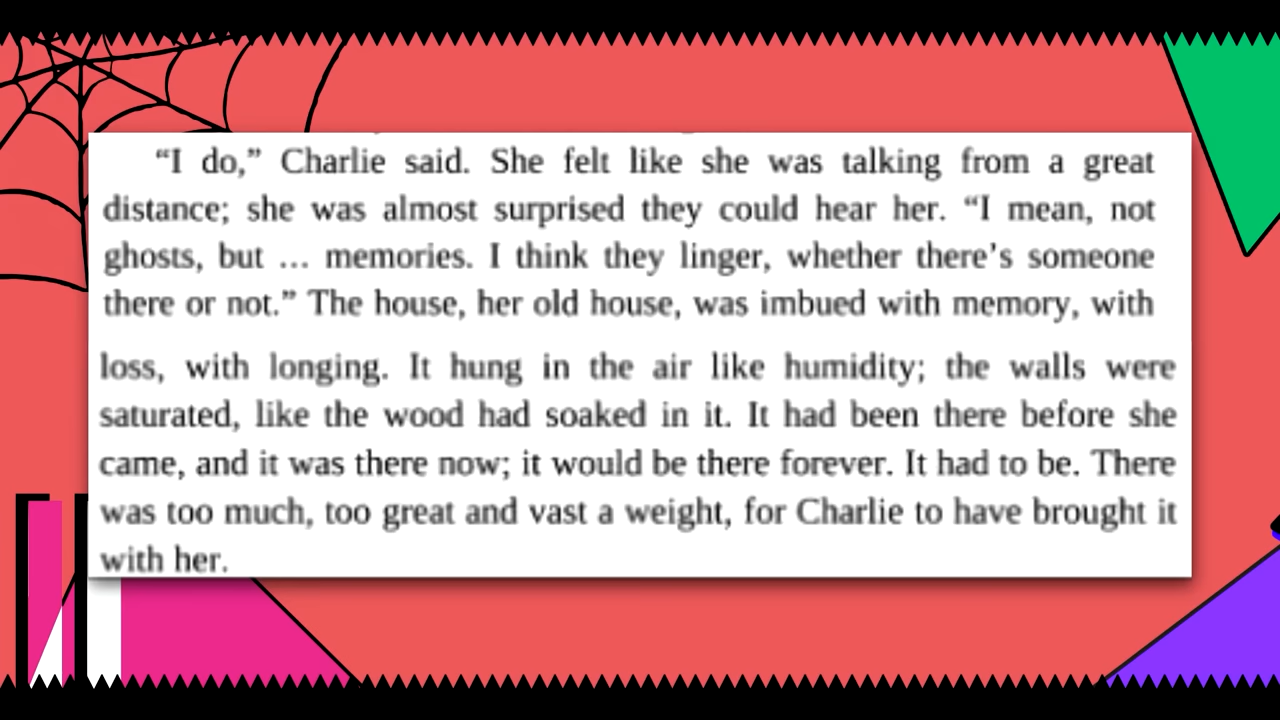 “I do,” Charlie said. She felt like she was talking from a great
distance; she was almost surprised they could hear her. “I mean, not
ghosts, but … memories. I think they linger, whether there’s someone
there or not.” The house, her old house, was imbued with memory, with
loss, with longing. It hung in the air like humidity; the walls were
saturated, like the wood had soaked in it. It had been there before she
came, and it was there now; it would be there forever. It had to be. There
was too much, too great and vast a weight, for Charlie to have brought it
with her.